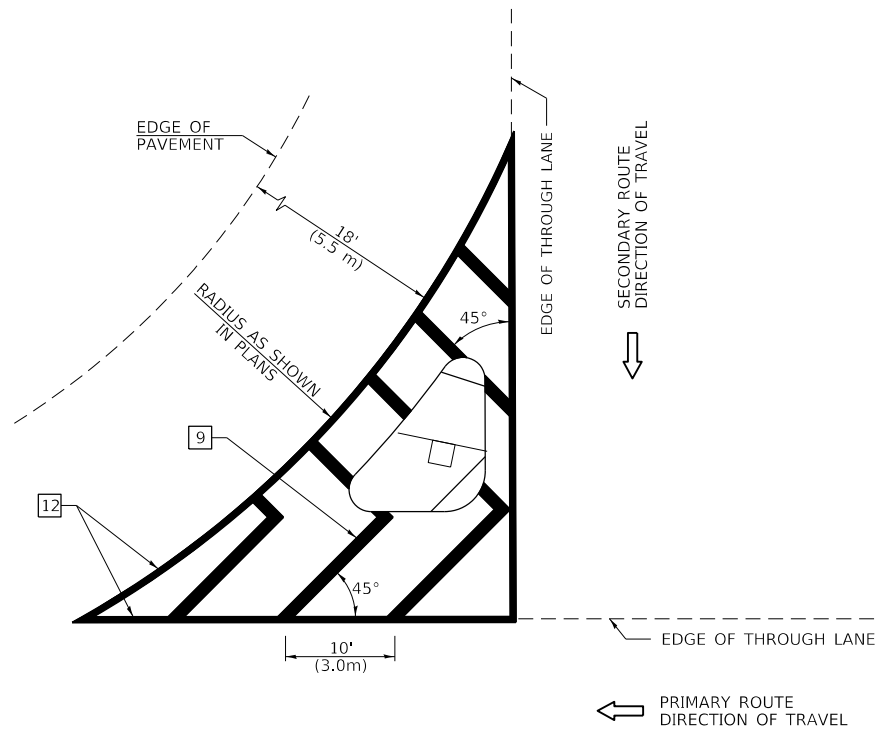 EDGE OF
PAVEMENT
18'
(5.5 m)
RADIUS AS SHOWN
IN PLANS
EDGE OF THROUGH LANE
SECONDARY ROUTE
DIRECTION OF TRAVEL
45°
9
12
45°
10'
(3.0m)
EDGE OF THROUGH LANE
PRIMARY ROUTE
DIRECTION OF TRAVEL